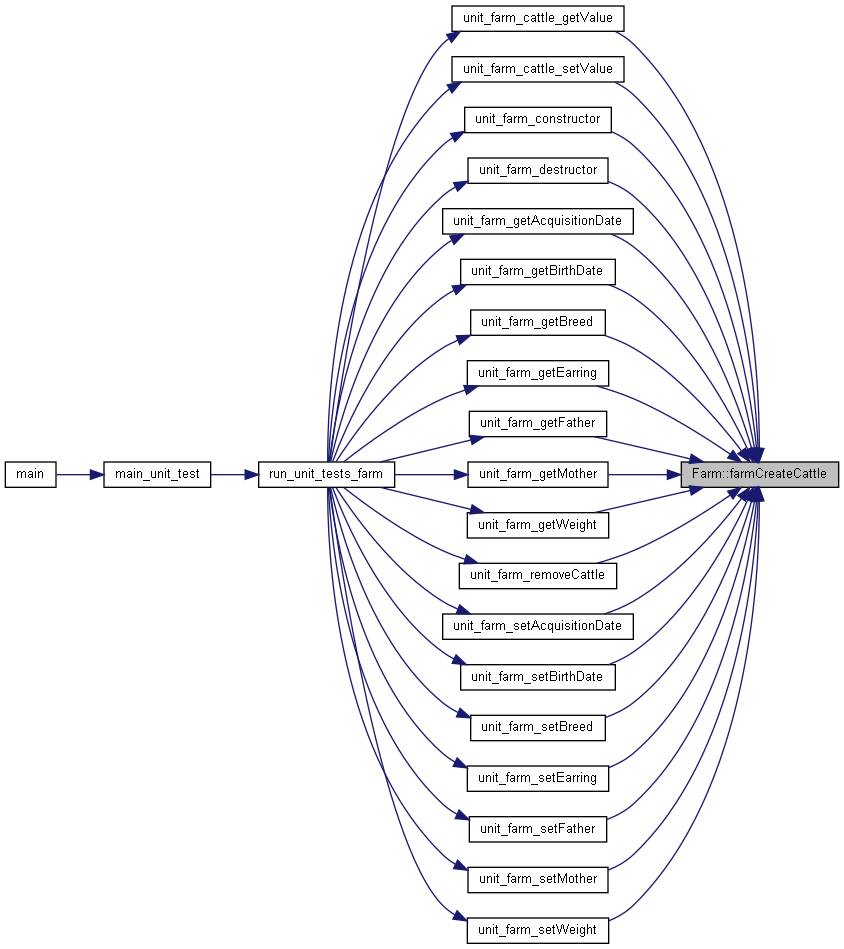 unit_farm_cattle_getValue
unit_farm_cattle_setValue
unit_farm_constructor
unit_farm_destructor
unit_farm_getAcquisitionDate
unit_farm_getBirthDate
unit_farm_getBreed
unit_farm_getEarring
unit_farm_getFather
main
main_unit_test
run_unit_tests_farm
unit_farm_getMother
Farm::farmCreateCattle
unit_farm_getWeight
unit_farm_removeCattle
unit_farm_setAcquisitionDate
unit_farm_setBirthDate
unit_farm_setBreed
unit_farm_setEarring
unit_farm_setFather
unit_farm_setMother
unit_farm_setWeight